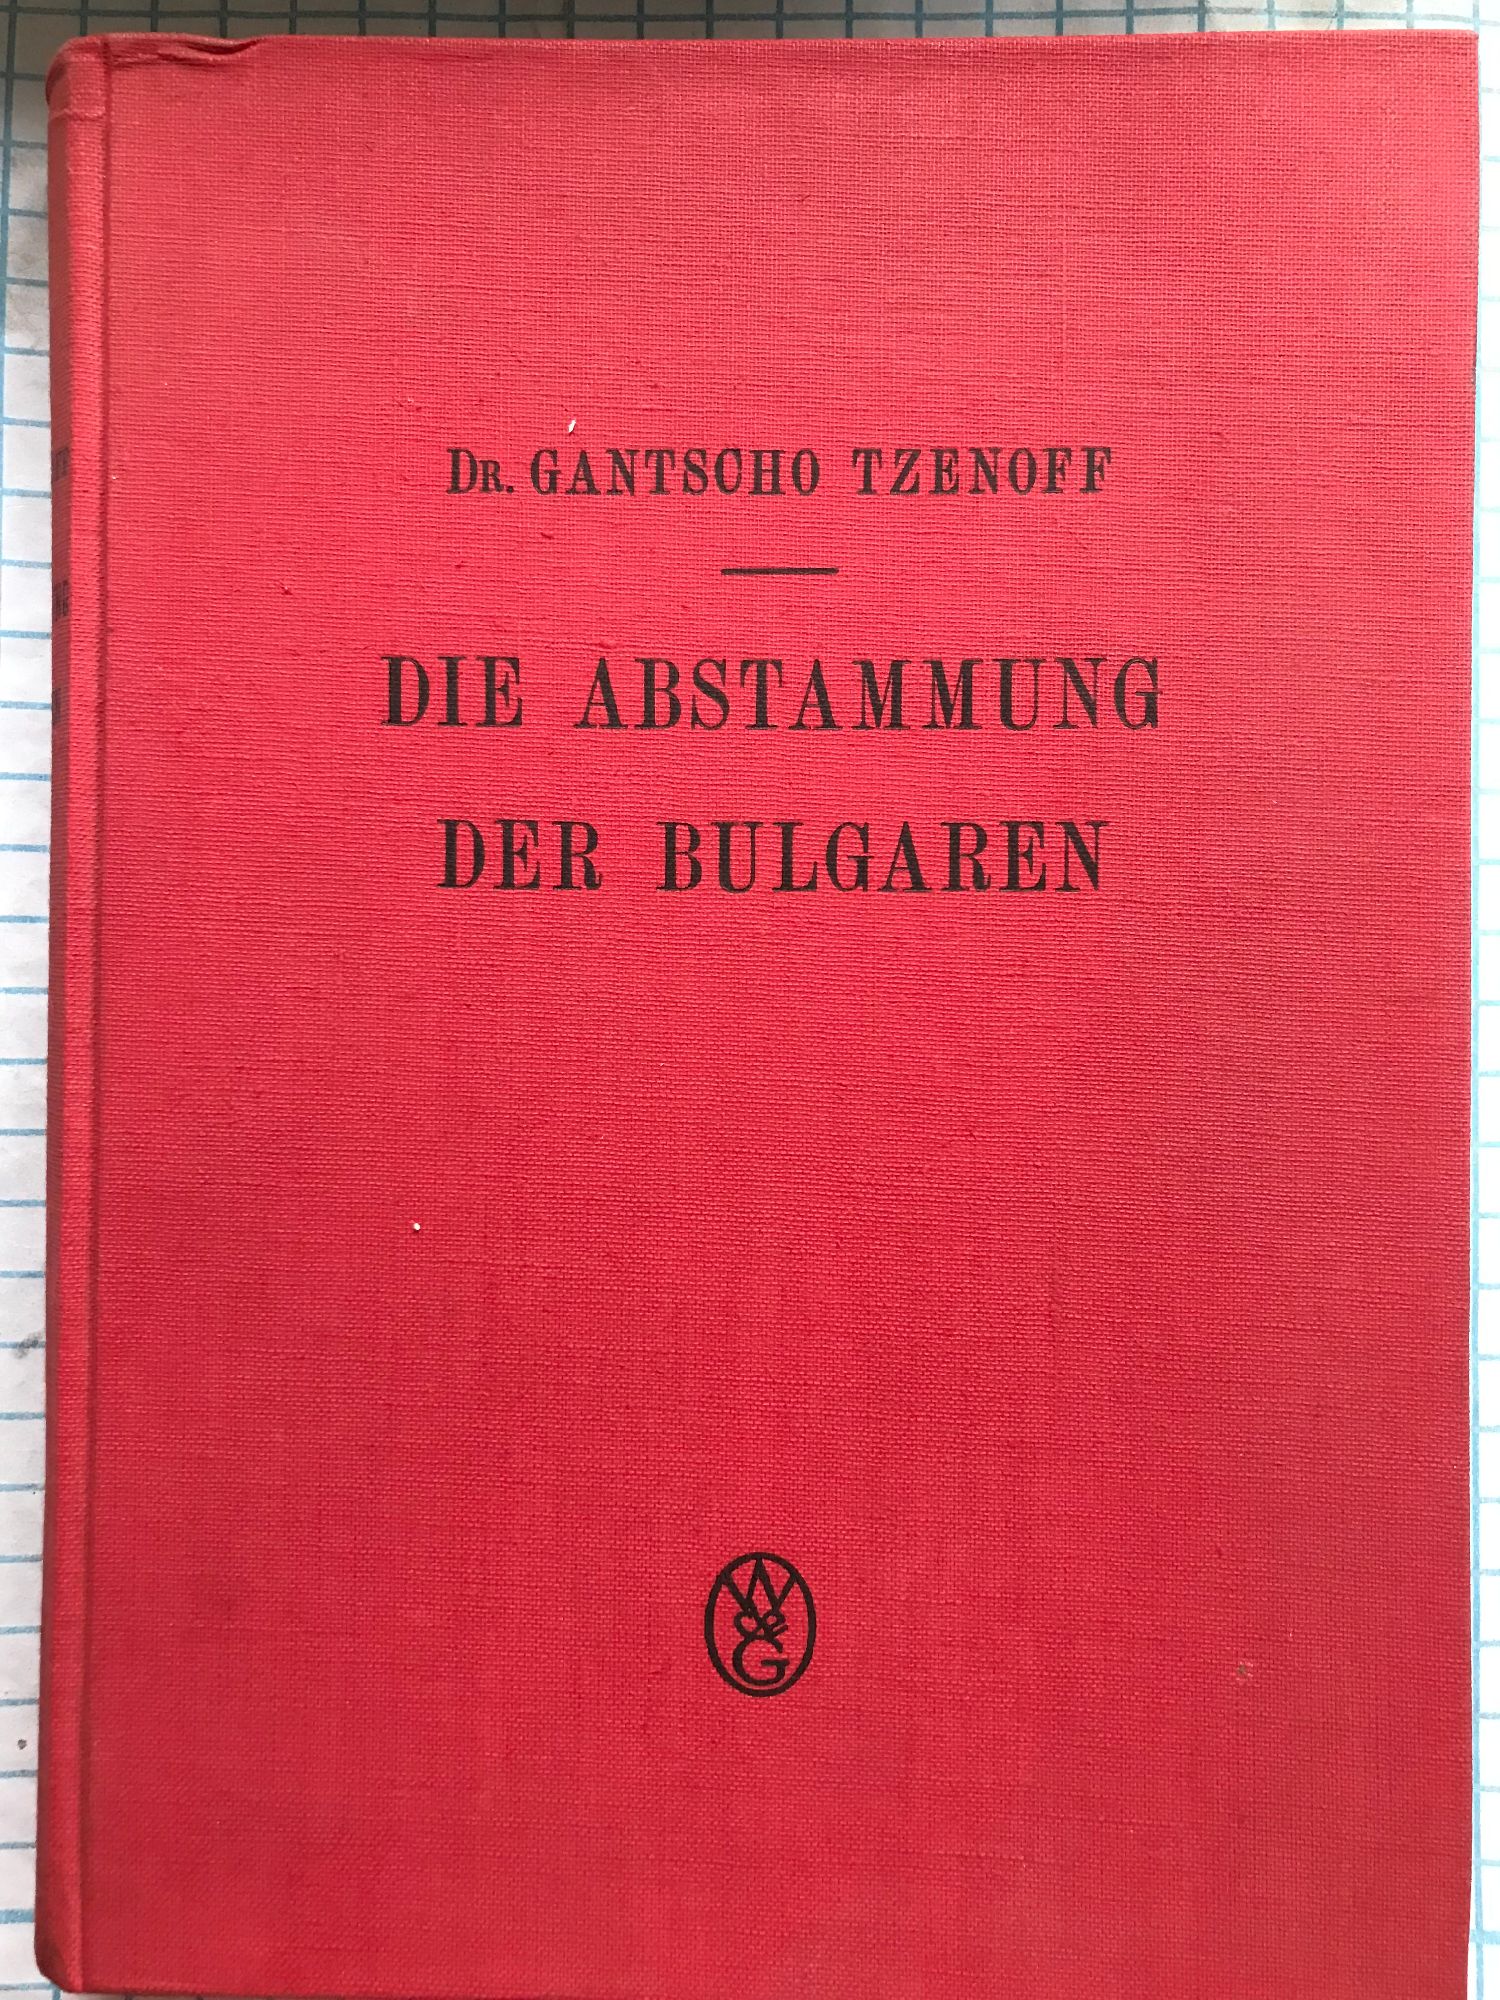 DR. GANTSCHO TZENOFF
DIE ABSTAMMUNG
DER BULGAREN
W
&
G